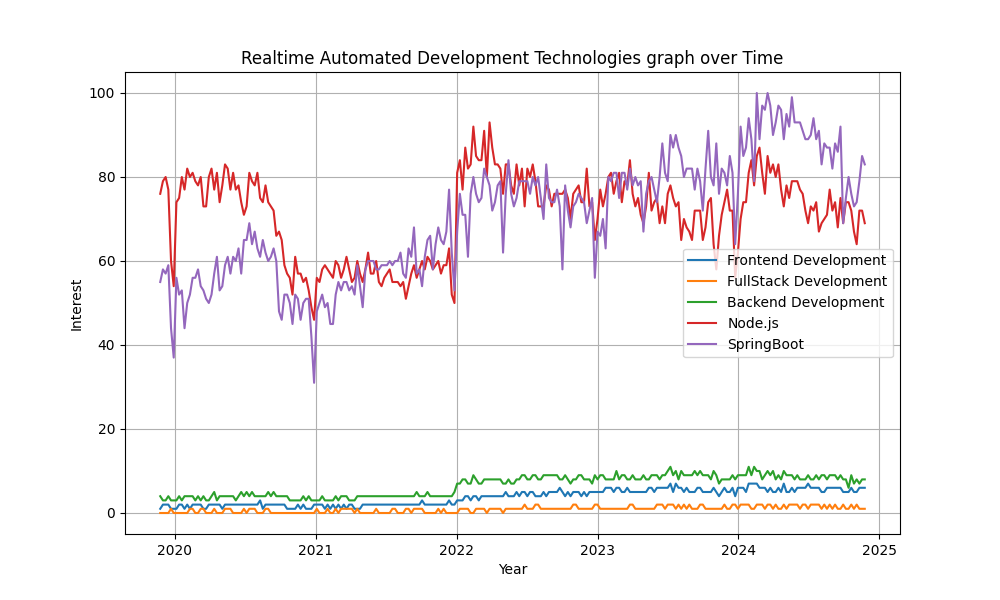 Realtime Automated Development Technologies graph over Time
100
80
60
40
20
0
Interest
Frontend Development
FullStack Development
Backend Development
Node.js
SpringBoot
2020 2021 2022 2023 2024 2025
Year